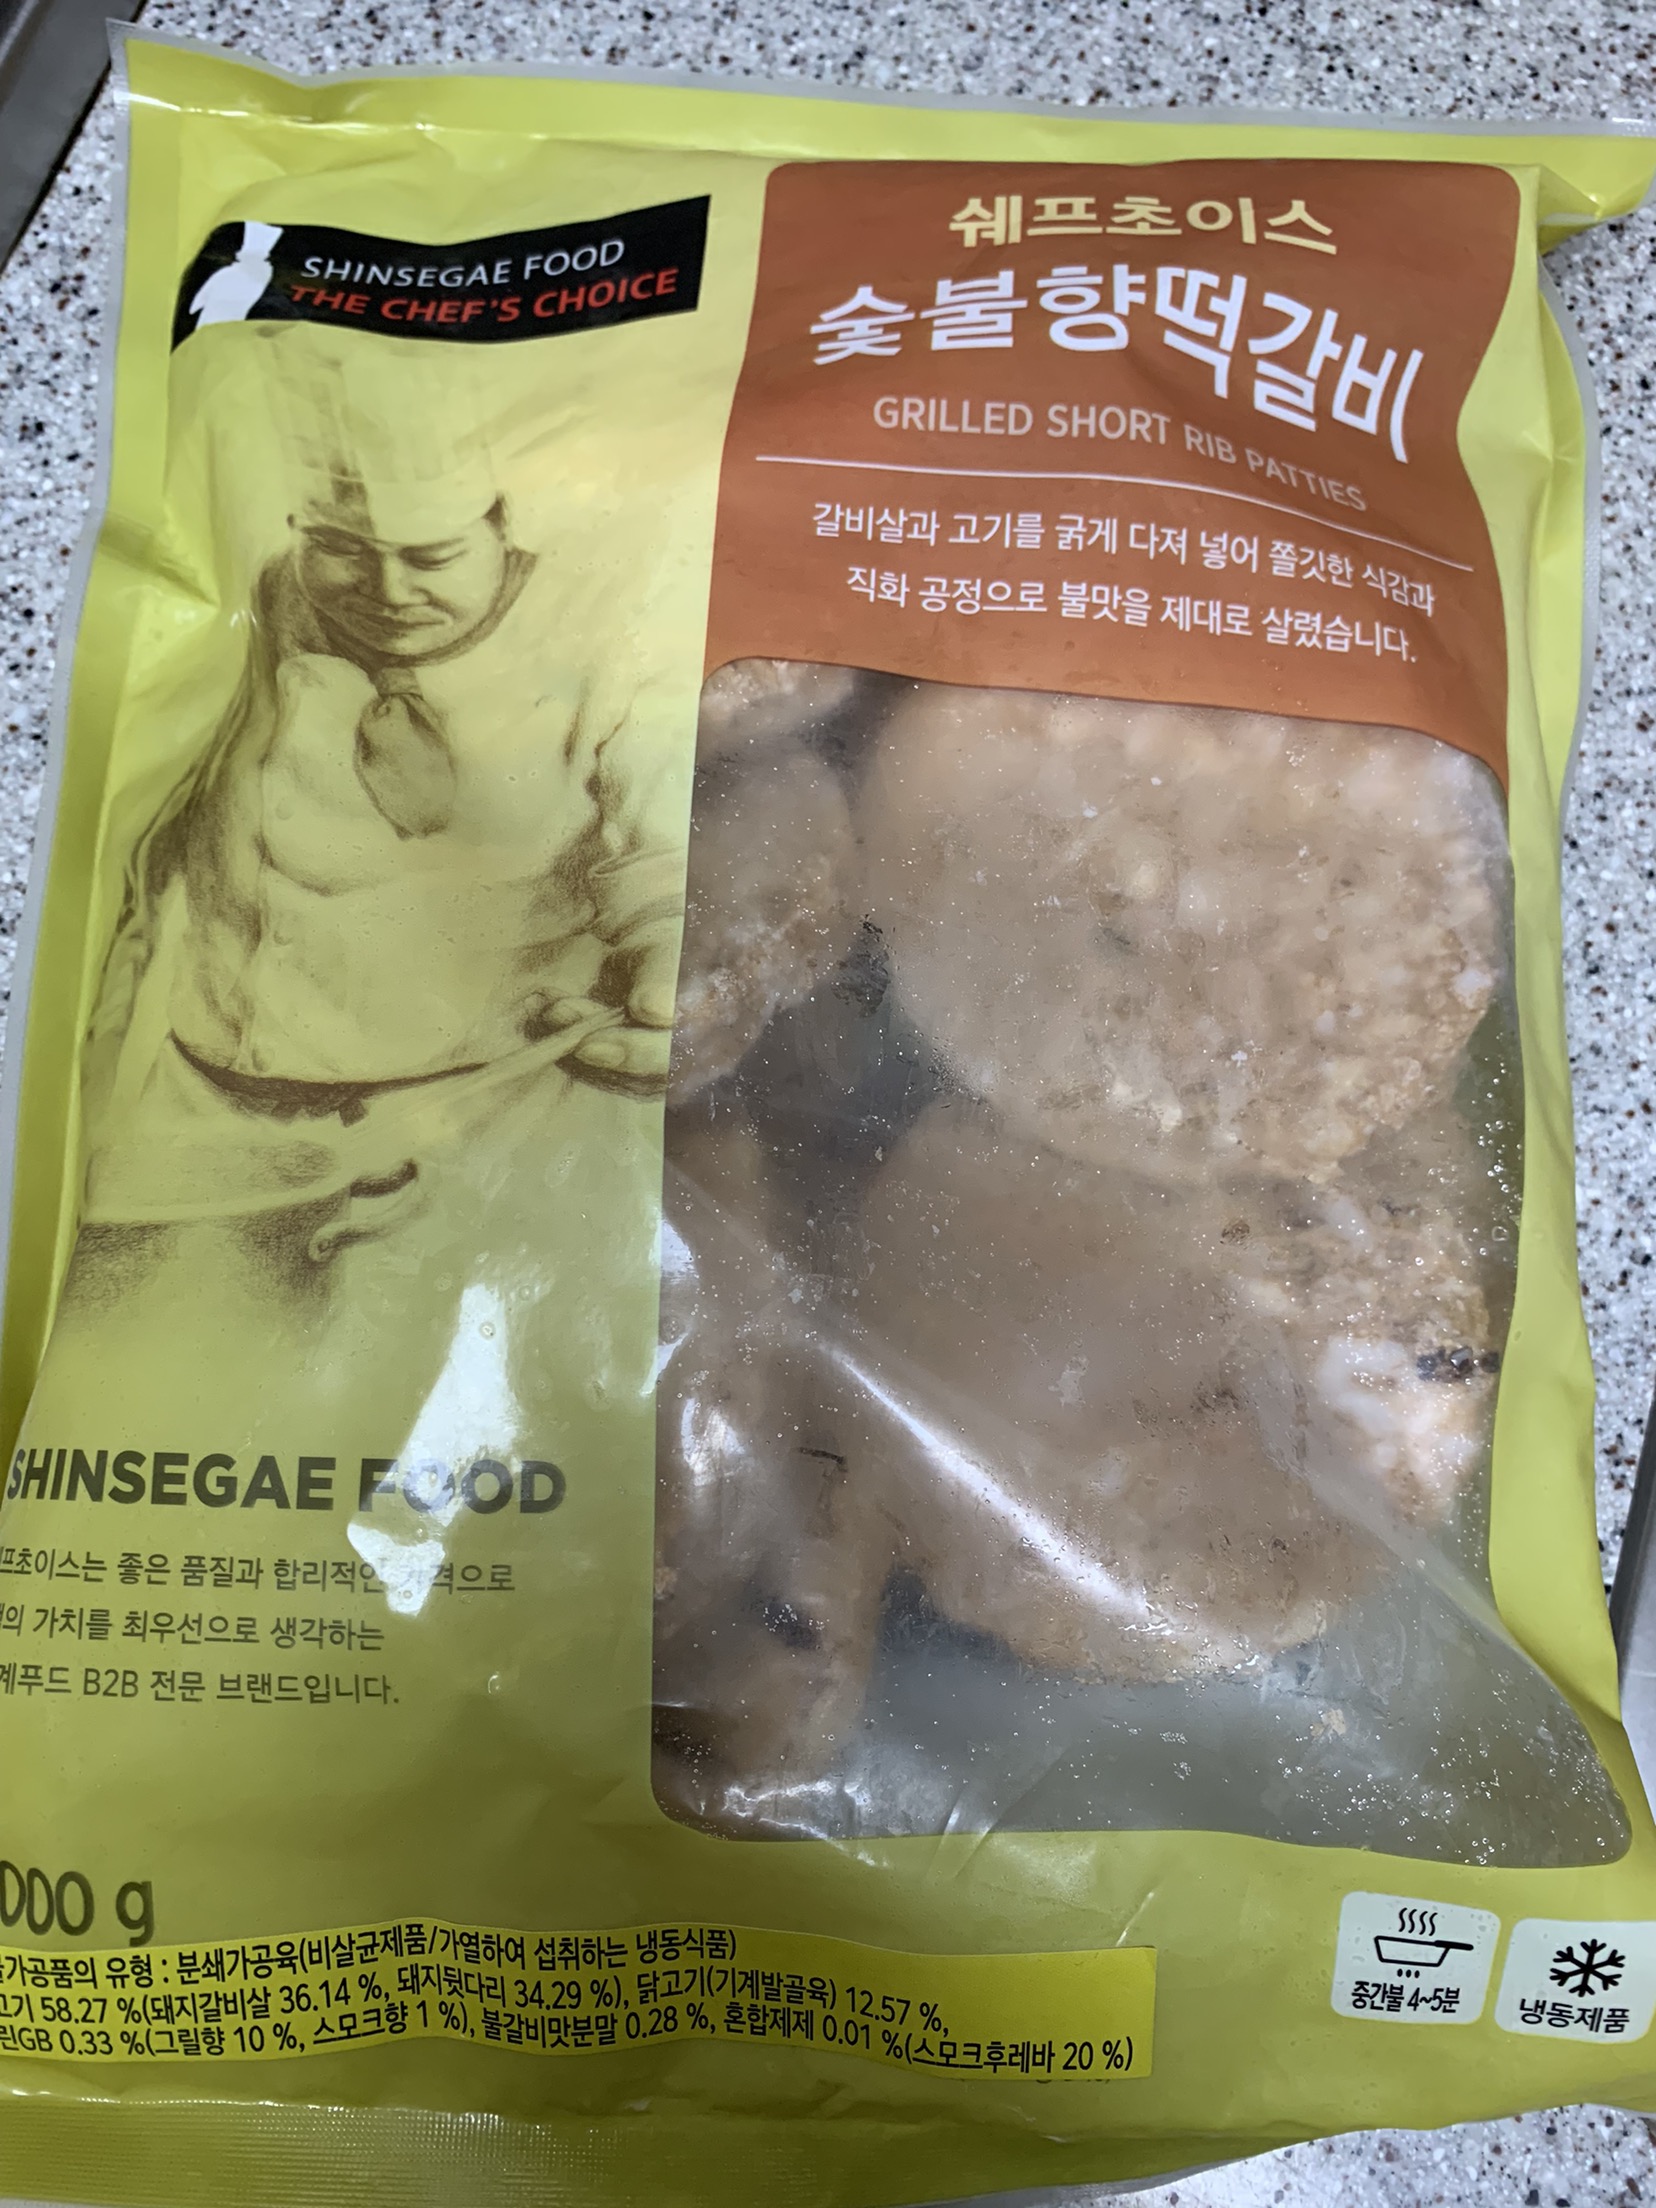 SHINSEGAE FOOD
THE CHEF'S CHOICE
쉐프초이스
숯불향떡갈비
GRILLED SHORT RIB PATTIES
갈비살과 고기를 굵게 다져 넣어 쫄깃한 식감과
직화 공정으로 불맛을 제대로 살렸습니다.
SHINSEGAE FOOD
프초이스는 좋은 품질과 합리적인 가격으로
의 가치를 최우선으로 생각하는
계푸드 B2B 전문 브랜드입니다.
000 g
가공품의 유형 : 분쇄가공육(비살균제품/가열하여 섭취하는 냉동식품)
고기 58.27 %(돼지갈비살 36.14 %, 돼지뒷다리 34.29 %), 닭고기(기계발골육) 12.57 %,
린GB 0.33 %(그릴향 10 %, 스모크향 1 %), 불갈비맛분말 0.28 %, 혼합제제 0.01 %(스모크후레바 20 %)
중간불 4~5분
냉동제품